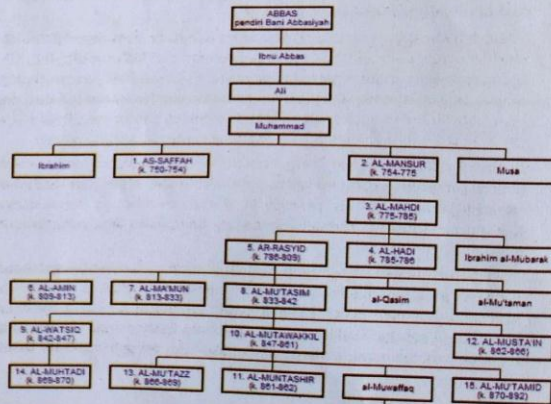 ABBAS
pendiri Bani Abbasiyah
Ibnu Abbas
Ali
Muhammad
Ibrahim
1. AS-SAFFAH
(k. 750-754)
2. AL-MANSUR
(k. 754-775
Musa
3. AL-MAHDI
(k. 775-785)
5. AR-RASYID
(k. 786-809)
4. AL-HADI
(k. 785-786
Ibrahim al-Mubarak
6. AL-AMIN
(k. 809-813)
7. AL-MA'MUN
(k. 813-833)
8. AL-MU'TASIM
(k. 833-842
al-Qasim
al-Mu'taman
9. AL-WATSIQ
(k. 842-847)
10. AL-MUTAWAKKIL
(k. 847-861)
12. AL-MUSTA'IN
(k. 862-866)
14. AL-MUHTADI
(k. 869-870)
13. AL-MU'TAZZ
(k. 866-869)
11. AL-MUNTASHIR
(k. 861-862)
al-Muwaffaq
15. AL-MU'TAMID
(k. 870-892)